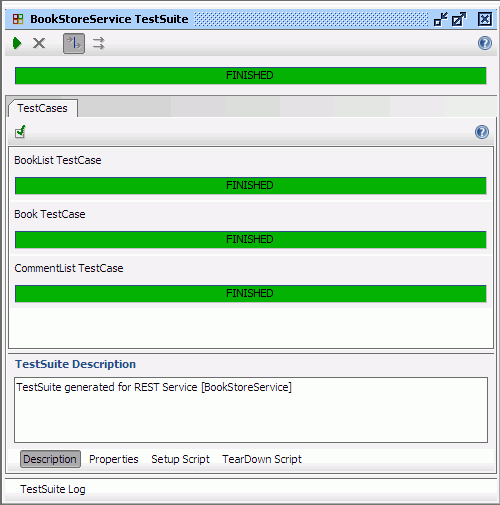 BookStoreService TestSuite
FINISHED
TestCases
BookList TestCase
FINISHED
Book TestCase
FINISHED
CommentList TestCase
FINISHED
TestSuite Description
TestSuite generated for REST Service [BookStoreService]
Description Properties Setup Script TearDown Script
TestSuite Log